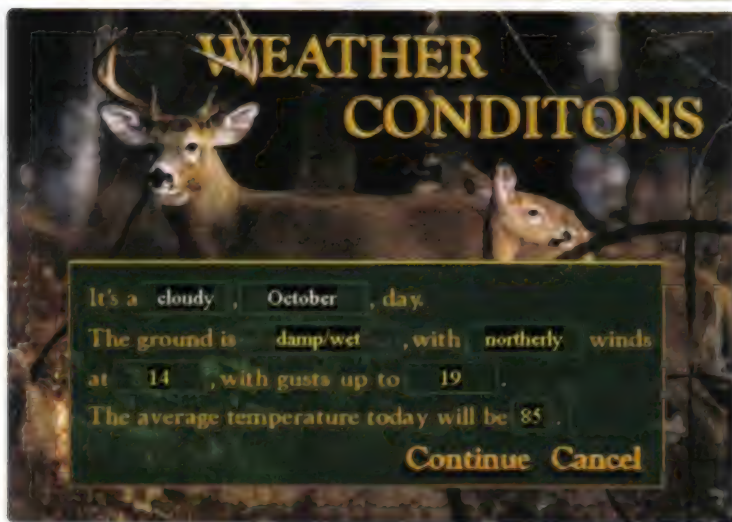 WEATHER
CONDITONS
It's a cloudy , October , day.
The ground is damp/wet , with northerly winds
at 14 , with gusts up to 19 .
The average temperature today will be 85 .
Continue Cancel